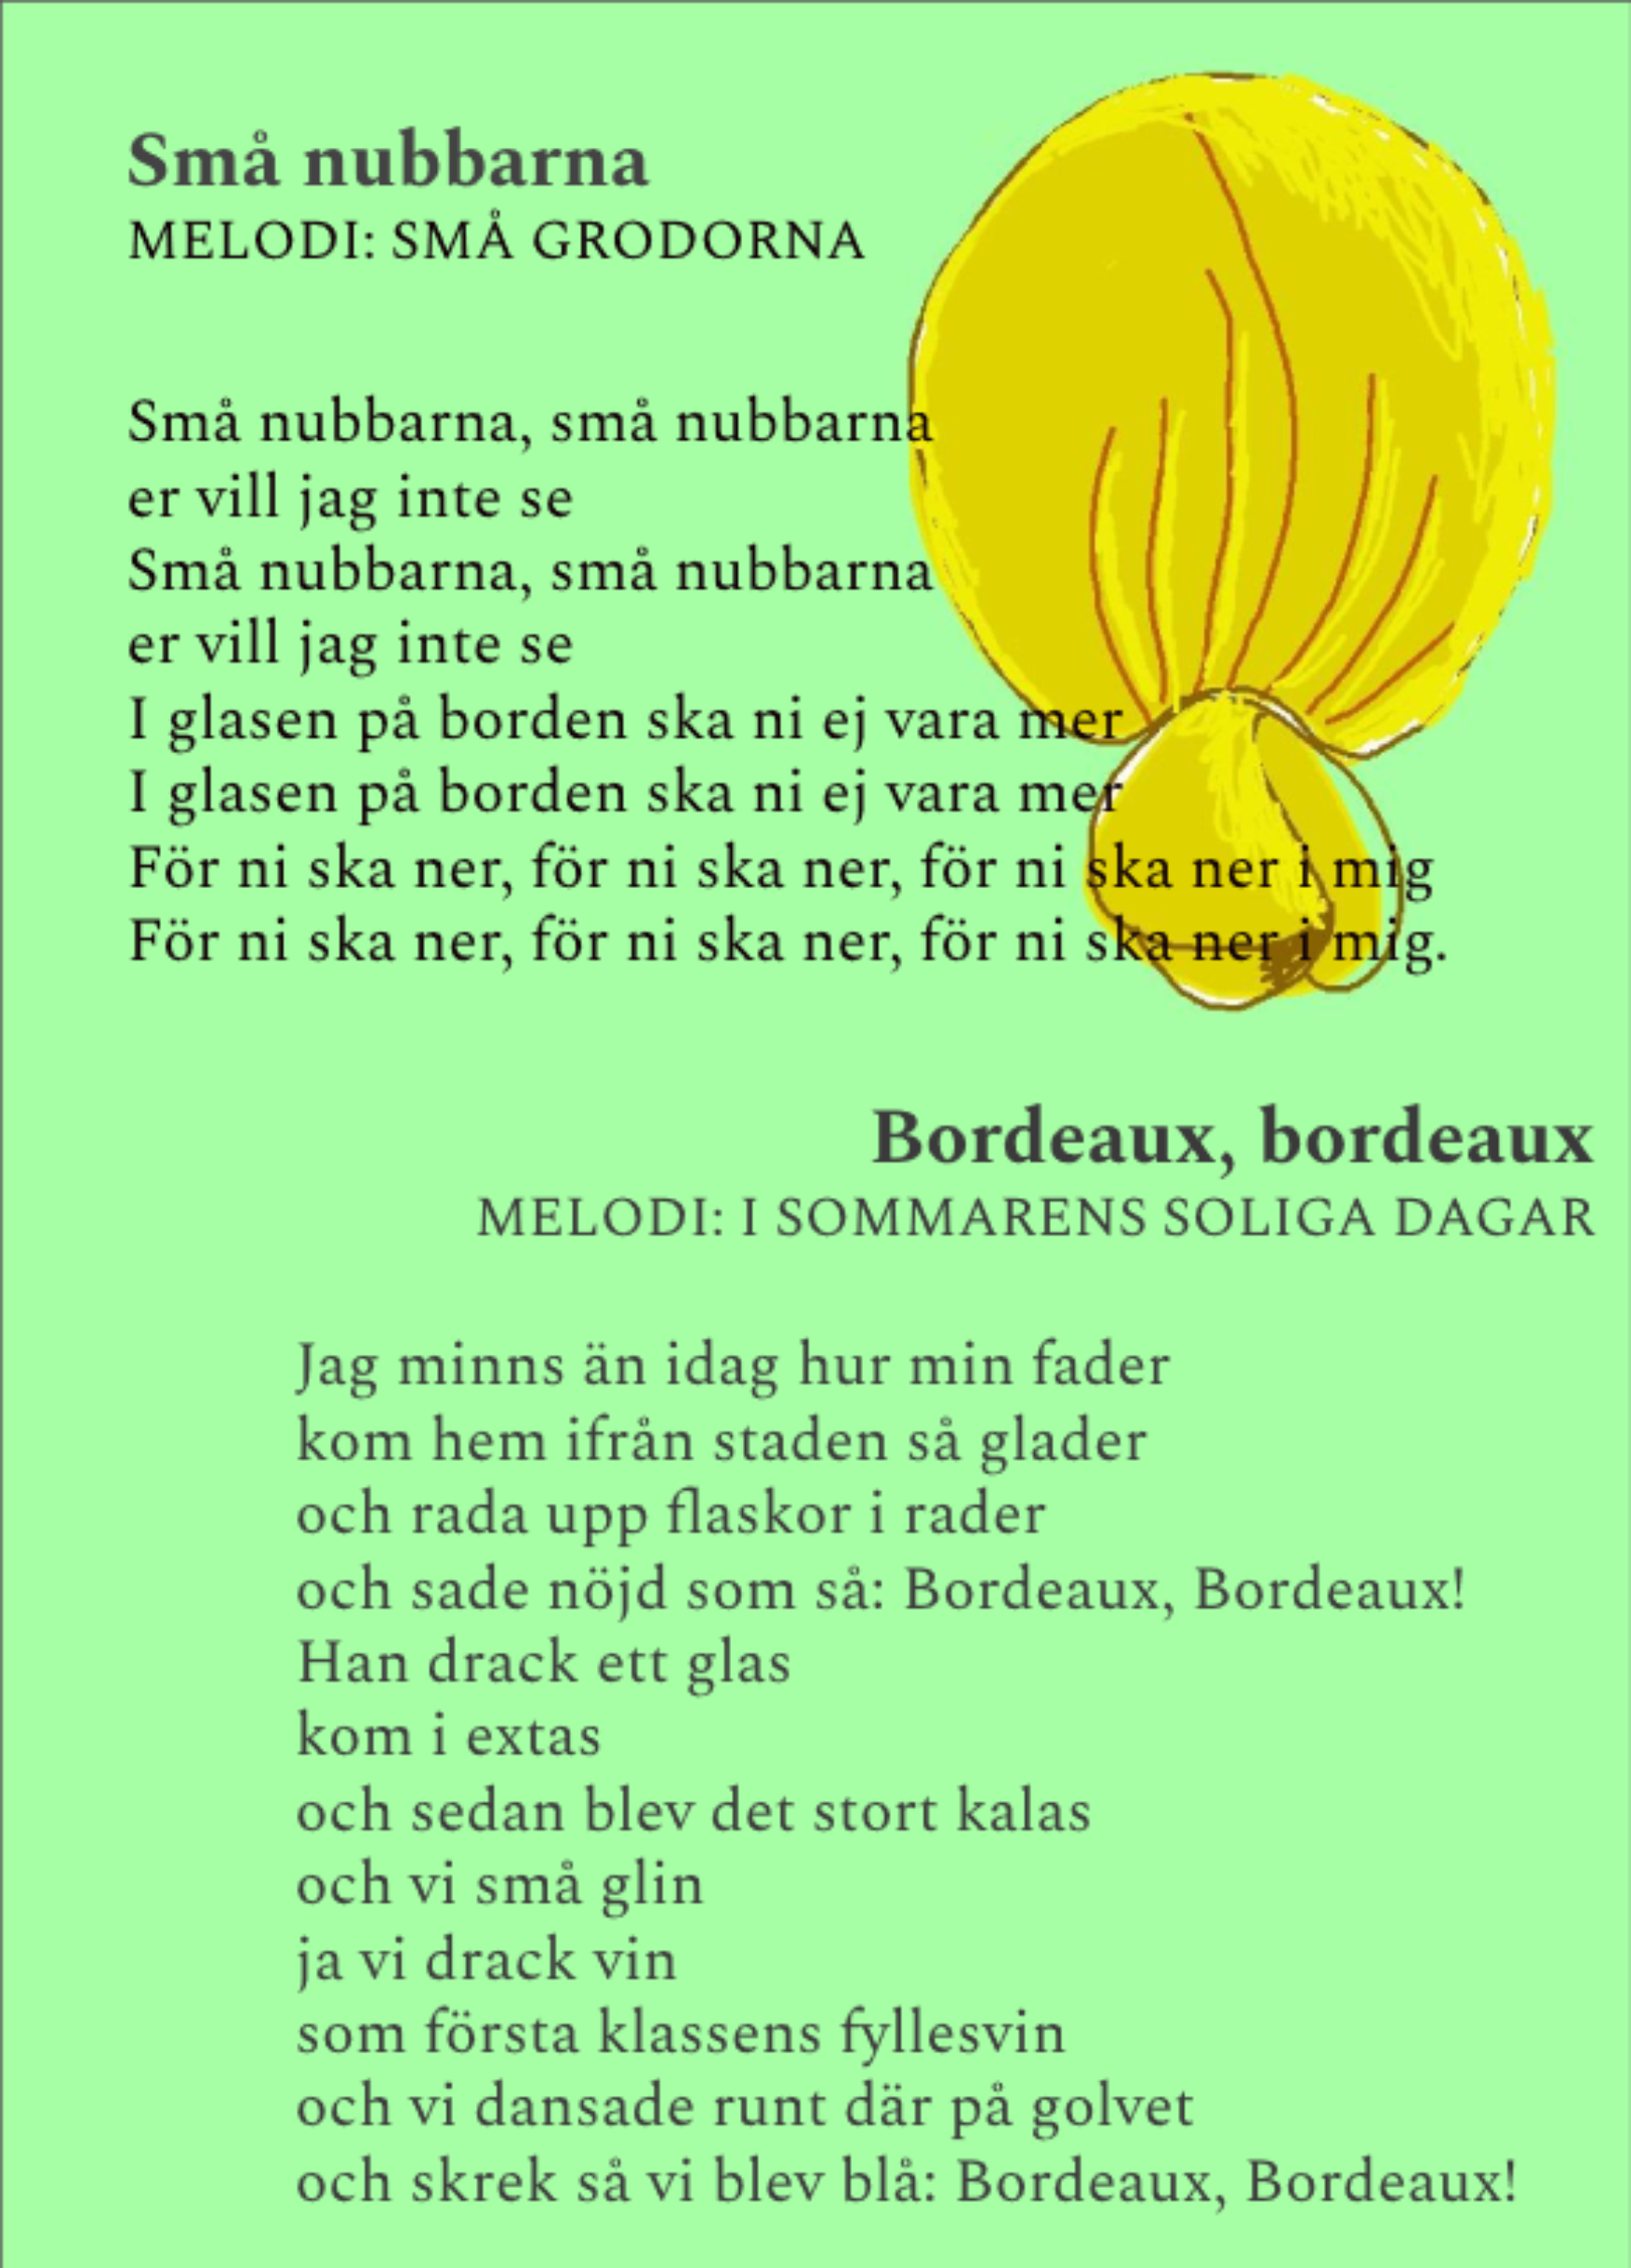 Små nubbarna
MELODI: SMÅ GRODORNA
Små nubbarna, små nubbarna
er vill jag inte se
Små nubbarna, små nubbarna
er vill jag inte se
I glasen på borden ska ni ej vara mer
I glasen på borden ska ni ej vara mer
För ni ska ner, för ni ska ner, för ni ska ner i mig
För ni ska ner, för ni ska ner, för ni ska ner i mig.
Bordeaux, bordeaux
MELODI: I SOMMARENS SOLIGA DAGAR
Jag minns än idag hur min fader
kom hem ifrån staden så glader
och rada upp flaskor i rader
och sade nöjd som så: Bordeaux, Bordeaux!
Han drack ett glas
kom i extas
och sedan blev det stort kalas
och vi små glin
ja vi drack vin
som första klassens fyllesvin
och vi dansade runt där på golvet
och skrek så vi blev blå: Bordeaux, Bordeaux!